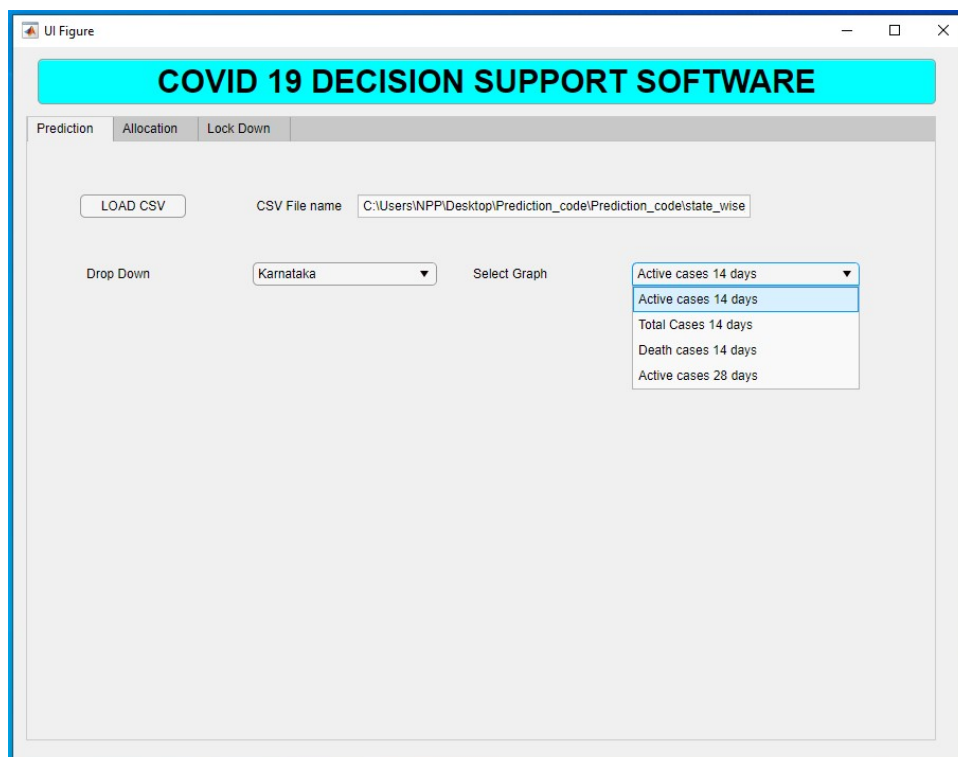 UI Figure
COVID 19 DECISION SUPPORT SOFTWARE
Prediction Allocation Lock Down
LOAD CSV CSV File name C:\Users\NPP\Desktop\Prediction_code\Prediction_code\state_wise
Drop Down Karnataka Select Graph Active cases 14 days
Active cases 14 days
Total Cases 14 days
Death cases 14 days
Active cases 28 days